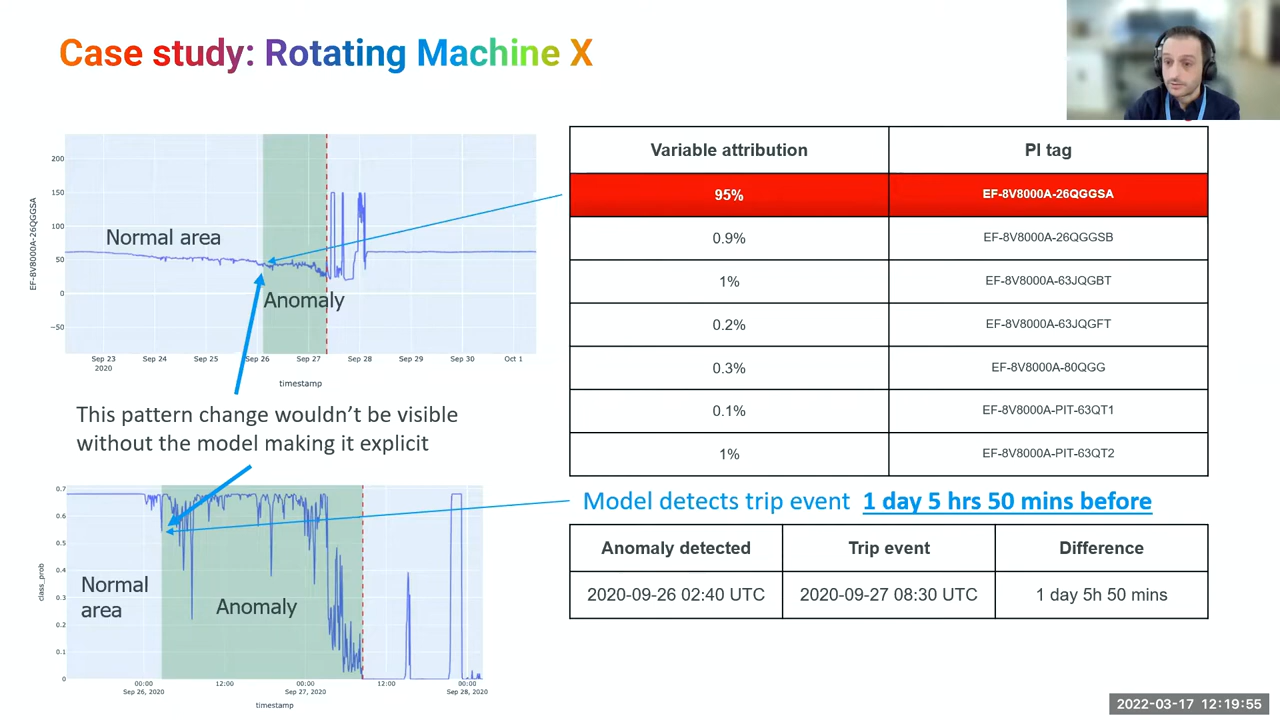 Case study: Rotating Machine X
EF-8V8000A-26QGGSA
200
150
100
50
0
−50
Normal area
Anomaly
Sep 23
2020
Sep 24
Sep 25
Sep 26
Sep 27
Sep 28
Sep 29
Sep 30
Oct 1
timestamp
This pattern change wouldn't be visible
without the model making it explicit
class_prob
0.7
0.6
0.5
0.4
0.3
0.2
0.1
0
Normal
area
Anomaly
00:00
Sep 26, 2020
12:00
00:00
Sep 27, 2020
12:00
00:00
Sep 28, 2020
timestamp
Variable attribution PI tag
95% EF-8V8000A-26QGGSA
0.9% EF-8V8000A-26QGGSB
1% EF-8V8000A-63JQGBT
0.2% EF-8V8000A-63JQGFT
0.3% EF-8V8000A-80QGG
0.1% EF-8V8000A-PIT-63QT1
1% EF-8V8000A-PIT-63QT2
Model detects trip event 1 day 5 hrs 50 mins before
Anomaly detected Trip event Difference
2020-09-26 02:40 UTC 2020-09-27 08:30 UTC 1 day 5h 50 mins
2022-03-17 12:19:55